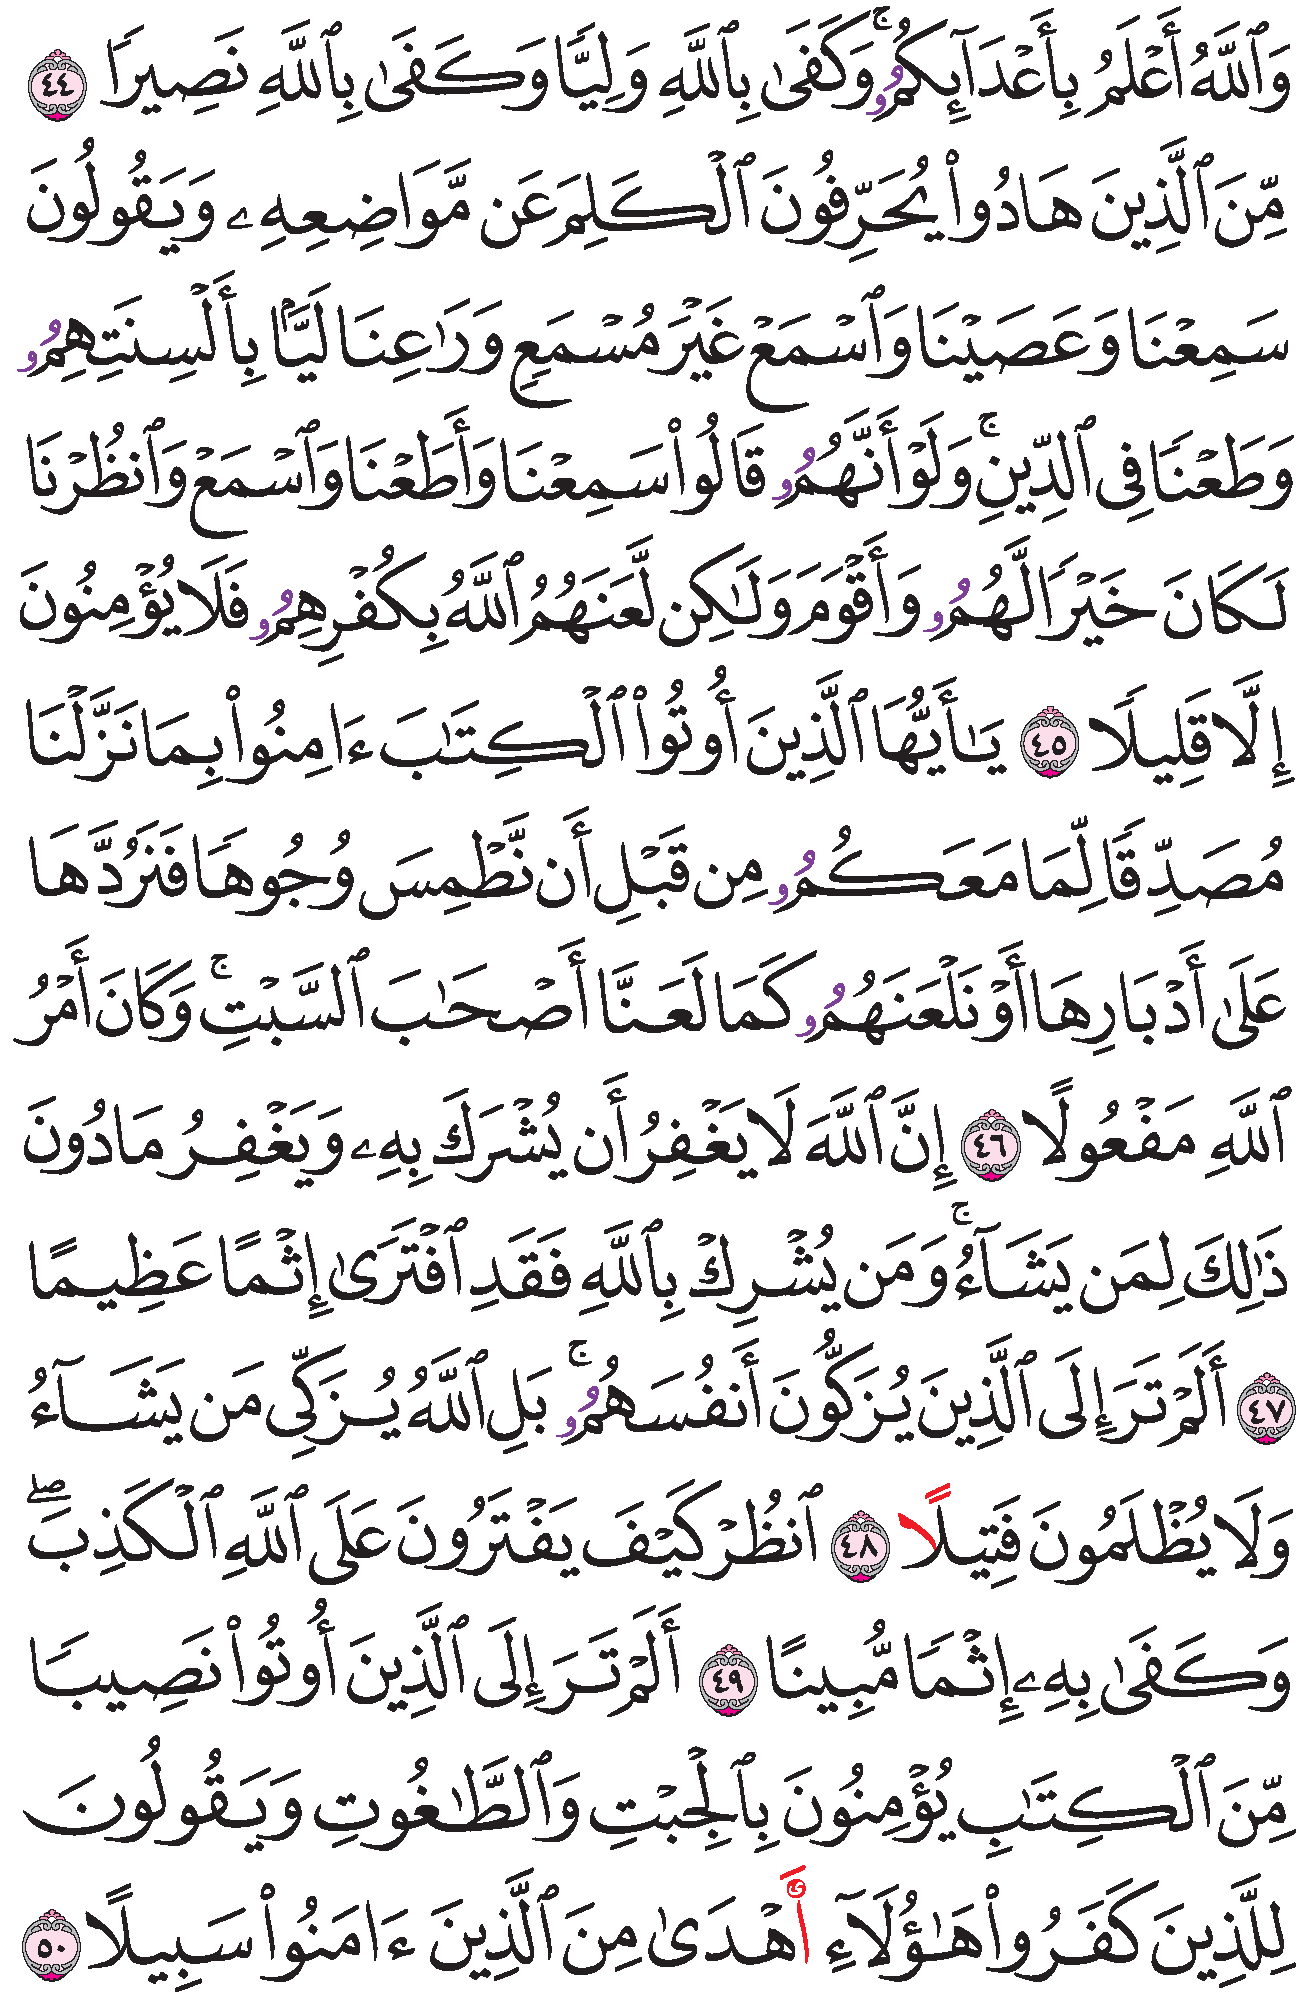 وَٱللَّهُ أَعْلَمُ بِأَعْدَآئِكُمُۥۚ وَكَفَىٰ بِٱللَّهِ وَلِيًّا وَكَفَىٰ بِٱللَّهِ نَصِيرًا ٤٤
مِّنَ ٱلَّذِينَ هَادُوا۟ يُحَرِّفُونَ ٱلْكَلِمَ عَن مَّوَاضِعِهِۦ وَيَقُولُونَ
سَمِعْنَا وَعَصَيْنَا وَٱسْمَعْ غَيْرَ مُسْمَعٍ وَرَٰعِنَا لَيًّۢا بِأَلْسِنَتِهِمُۥ
وَطَعْنًا فِى ٱلدِّينِۚ وَلَوْ أَنَّهُمُۥ قَالُوا۟ سَمِعْنَا وَأَطَعْنَا وَٱسْمَعْ وَٱنظُرْنَا
لَكَانَ خَيْرًا لَّهُمُۥ وَأَقْوَمَ وَلَٰكِن لَّعَنَهُمُ ٱللَّهُ بِكُفْرِهِمُۥ فَلَا يُؤْمِنُونَ
إِلَّا قَلِيلًا ٤٥ يَٰٓأَيُّهَا ٱلَّذِينَ أُوتُوا۟ ٱلْكِتَٰبَ ءَامِنُوا۟ بِمَا نَزَّلْنَا
مُصَدِّقًا لِّمَا مَعَكُمُۥ مِن قَبْلِ أَن نَّطْمِسَ وُجُوهًا فَنَرُدَّهَا
عَلَىٰ أَدْبَارِهَا أَوْ نَلْعَنَهُمُۥ كَمَا لَعَنَّا أَصْحَٰبَ ٱلسَّبْتِۚ وَكَانَ أَمْرُ
ٱللَّهِ مَفْعُولًا ٤٦ إِنَّ ٱللَّهَ لَا يَغْفِرُ أَن يُشْرَكَ بِهِۦ وَيَغْفِرُ مَا دُونَ
ذَٰلِكَ لِمَن يَشَآءُۚ وَمَن يُشْرِكْ بِٱللَّهِ فَقَدِ ٱفْتَرَىٰ إِثْمًا عَظِيمًا
٤٧ أَلَمْ تَرَ إِلَى ٱلَّذِينَ يُزَكُّونَ أَنفُسَهُمُۥۚ بَلِ ٱللَّهُ يُزَكِّى مَن يَشَآءُ
وَلَا يُظْلَمُونَ فَتِيلًا ٤٨ ٱنظُرْ كَيْفَ يَفْتَرُونَ عَلَى ٱللَّهِ ٱلْكَذِبَۖ
وَكَفَىٰ بِهِۦ إِثْمًا مُّبِينًا ٤٩ أَلَمْ تَرَ إِلَى ٱلَّذِينَ أُوتُوا۟ نَصِيبًا
مِّنَ ٱلْكِتَٰبِ يُؤْمِنُونَ بِٱلْجِبْتِ وَٱلطَّٰغُوتِ وَيَقُولُونَ
لِلَّذِينَ كَفَرُوا۟ هَٰؤُلَآءِ أَهْدَىٰ مِنَ ٱلَّذِينَ ءَامَنُوا۟ سَبِيلًا ٥٠